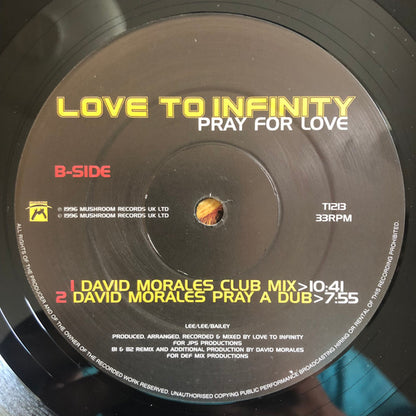 LOVE TO INFINITY
PRAY FOR LOVE
B-SIDE
℗ 1996 MUSHROOM RECORDS UK LTD
© 1996 MUSHROOM RECORDS UK LTD
T1213
33RPM
1 DAVID MORALES CLUB MIX>10:41
2 DAVID MORALES PRAY A DUB>7:55
LEE/LEE/BAILEY
PRODUCED, ARRANGED, RECORDED & MIXED BY LOVE TO INFINITY
FOR JPS PRODUCTIONS
B1 & B2 REMIX AND ADDITIONAL PRODUCTION BY DAVID MORALES
FOR DEF MIX PRODUCTIONS
ALL RIGHTS OF THE PRODUCER AND OF THE OWNER OF THE RECORDED WORK RESERVED. UNAUTHORISED COPYING PUBLIC PERFORMANCE BROADCASTING HIRING OR RENTAL OF THIS RECORDING PROHIBITED.